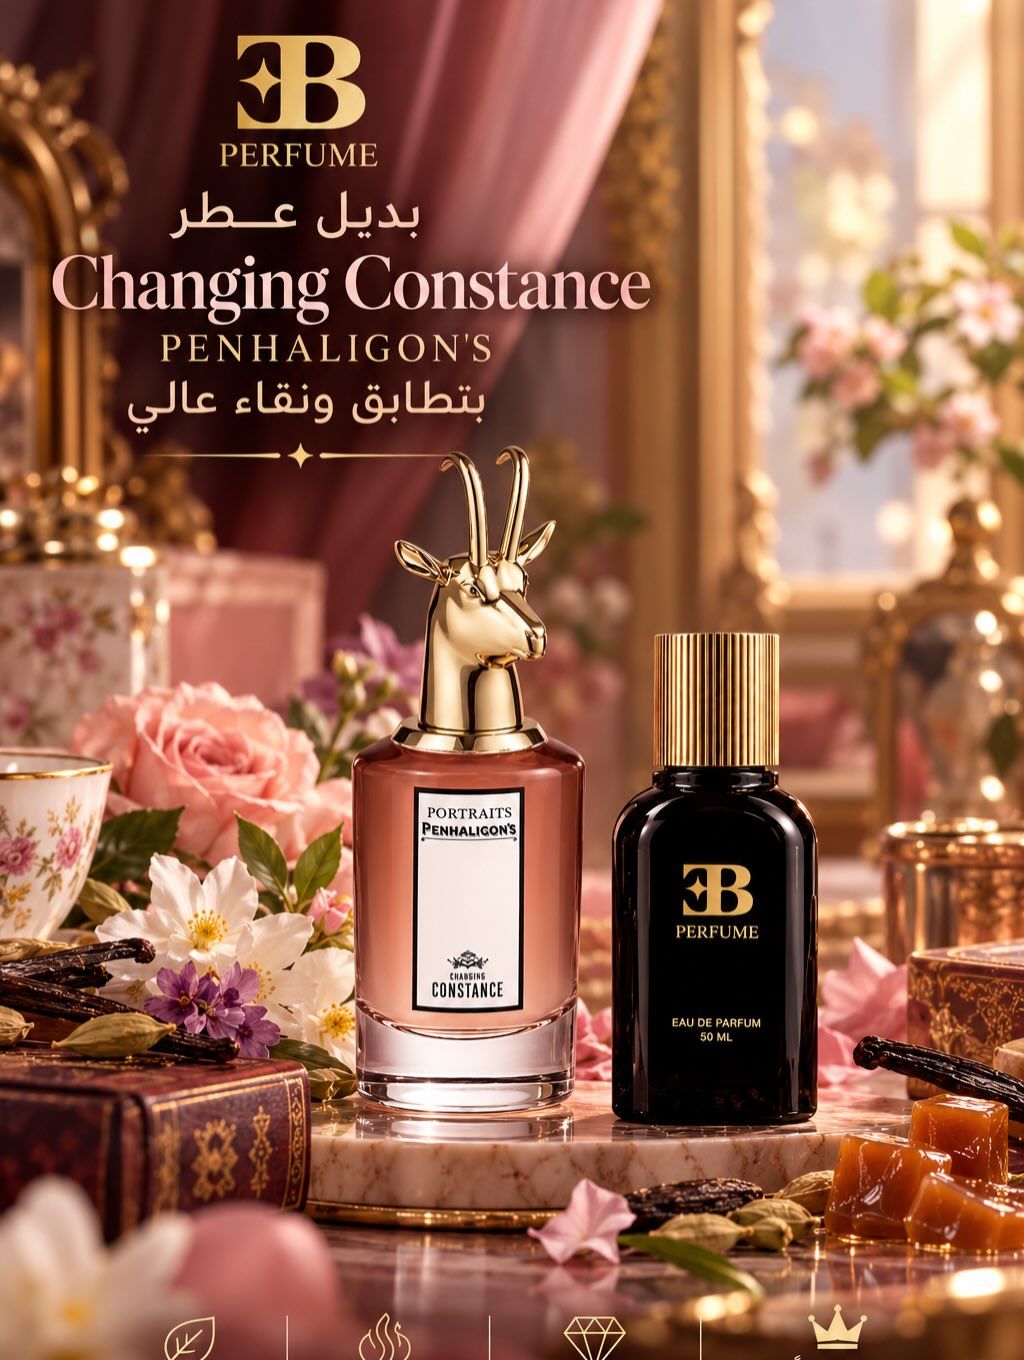 EB
PERFUME
بديل عـطر
Changing Constance
PENHALIGON'S
بتطابق ونقاء عالي
PORTRAITS
PENHALIGON'S
CHANGING
CONSTANCE
EB
PERFUME
EAU DE PARFUM
50 ML